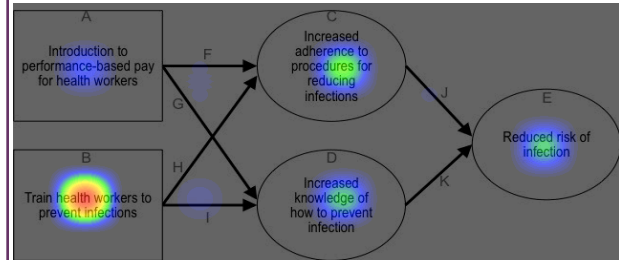 A
Introduction to
performance-based pay
for health workers
F
G
C
Increased
adherence to
procedures for
reducing
infections
J
E
Reduced risk of
infection
B
Train health workers to
prevent infections
H
I
D
Increased
knowledge of
how to prevent
infection
K